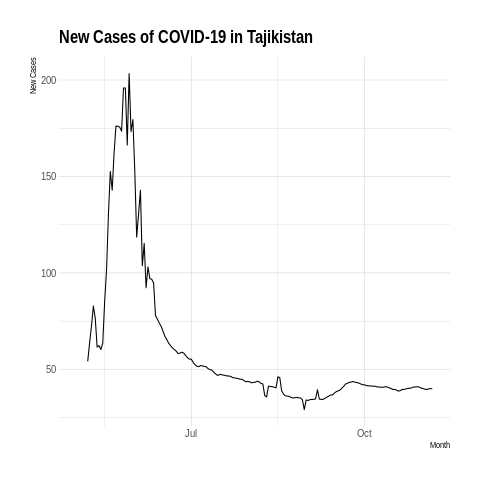 New Cases of COVID-19 in Tajikistan
New Cases
200
150
100
50
Jul
Oct
Month